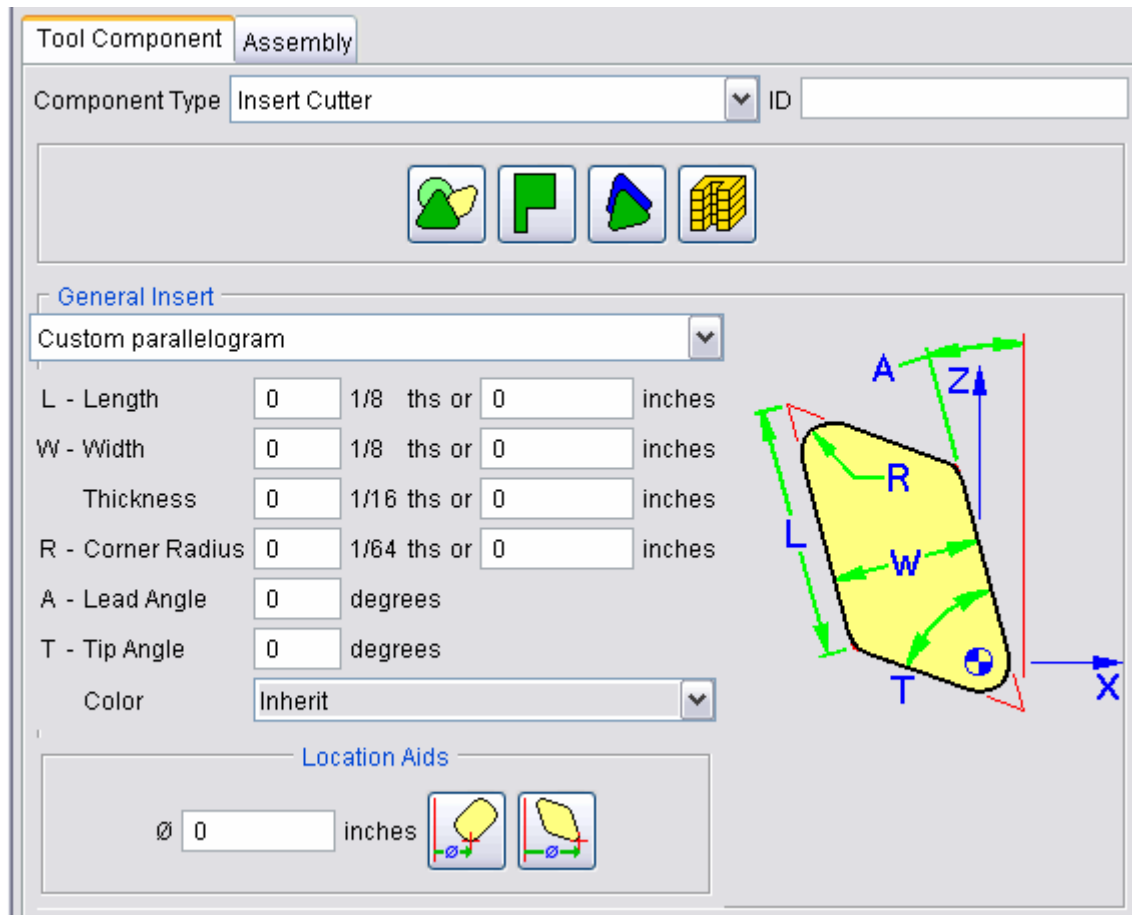 Tool Component Assembly
Component Type Insert Cutter ID
General Insert
Custom parallelogram
L - Length 0 1/8 ths or 0 inches
W - Width 0 1/8 ths or 0 inches
Thickness 0 1/16 ths or 0 inches
R - Corner Radius 0 1/64 ths or 0 inches
A - Lead Angle 0 degrees
T - Tip Angle 0 degrees
Color Inherit
Location Aids
Ø 0 inches
Ø
Ø
A
Z
R
L
W
T
X